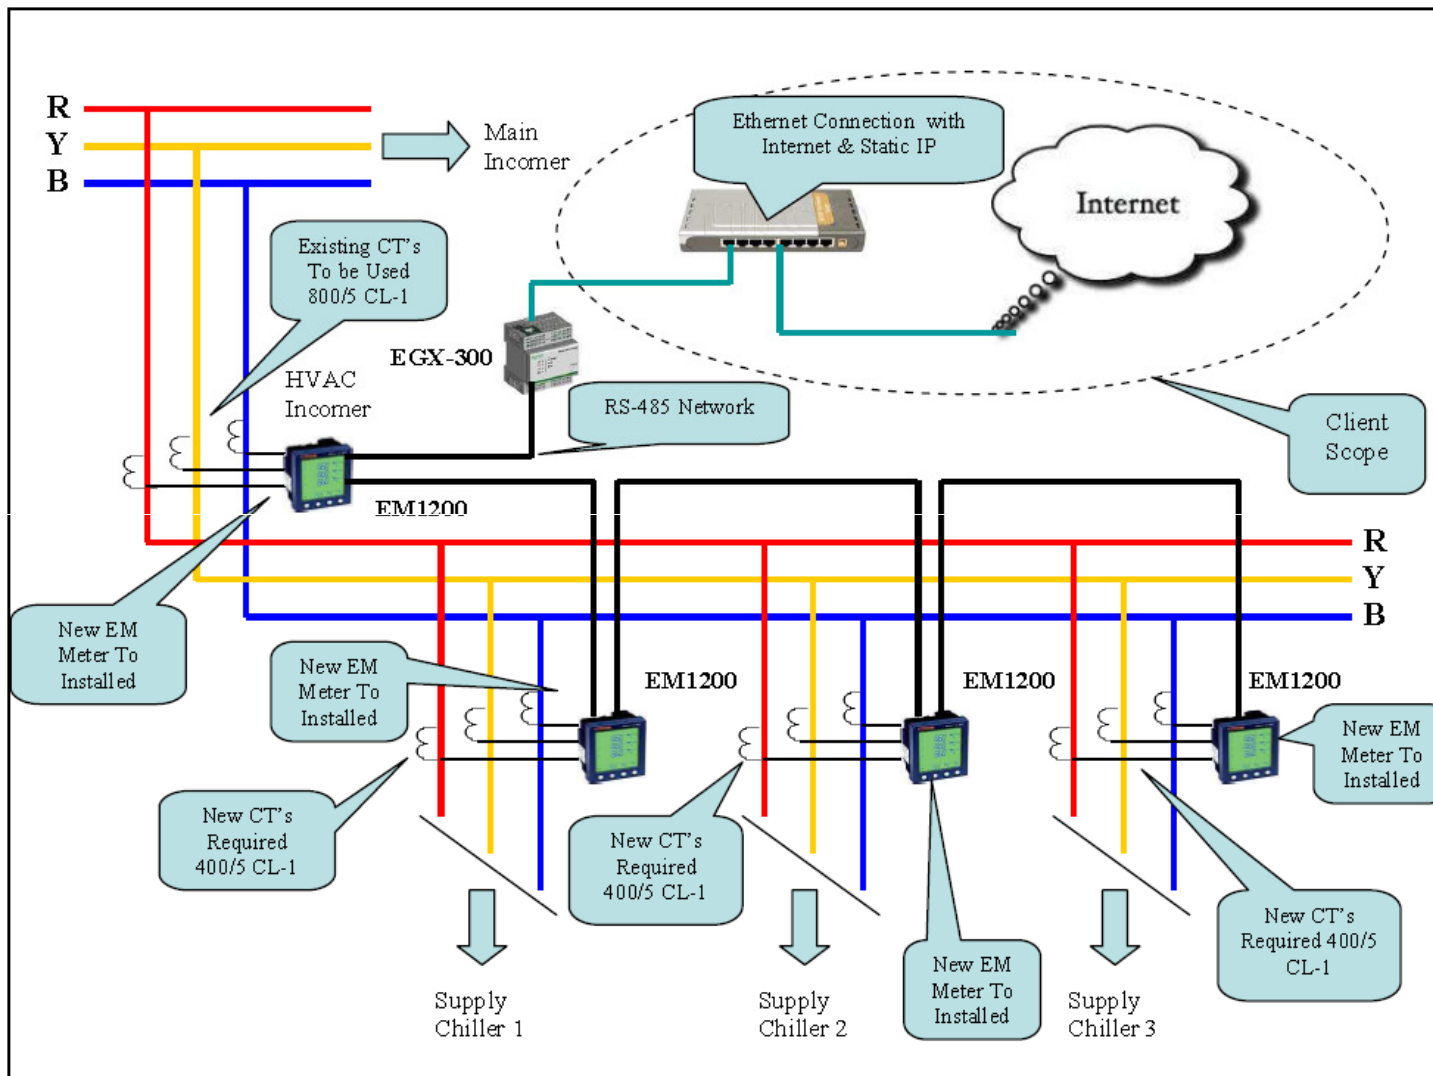 R
Y
B
Main
Incomer
Ethernet Connection with
Internet & Static IP
Internet
Existing CT's
To be Used
800/5 CL-1
EGX-300
HVAC
Incomer
RS-485 Network
Client
Scope
EM1200
R
Y
B
New EM
Meter To
Installed
New EM
Meter To
Installed
EM1200
EM1200
EM1200
New EM
Meter To
Installed
New CT's
Required
400/5 CL-1
New CT's
Required
400/5 CL-1
New CT's
Required 400/5
CL-1
New EM
Meter To
Installed
Supply
Chiller 1
Supply
Chiller 2
Supply
Chiller 3